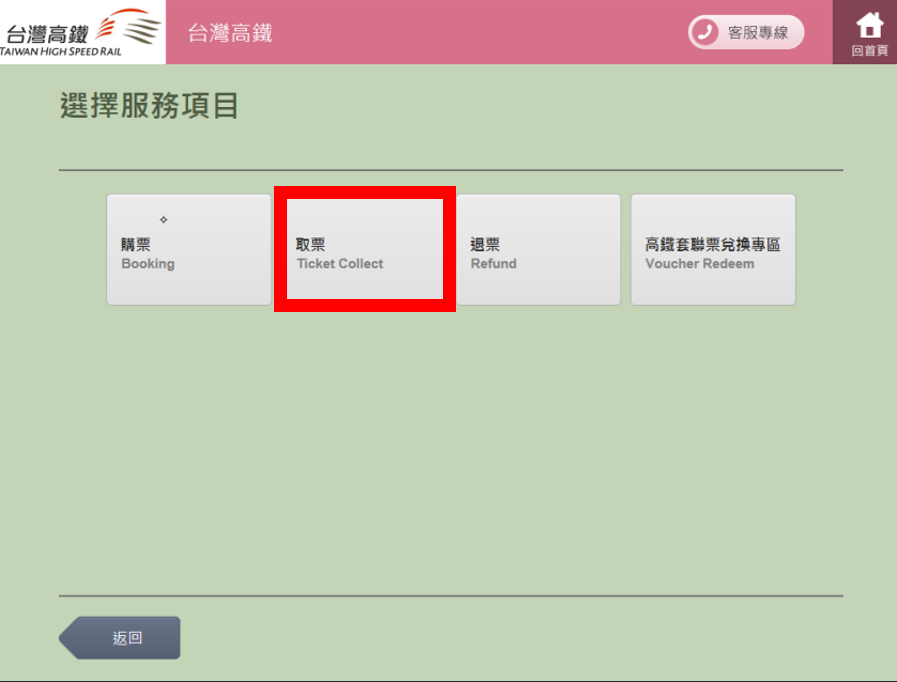 台灣高鐵
TAIWAN HIGH SPEED RAIL
台灣高鐵
客服專線
回首頁
選擇服務項目
購票
Booking
取票
Ticket Collect
退票
Refund
高鐵套聯票兌換專區
Voucher Redeem
返回